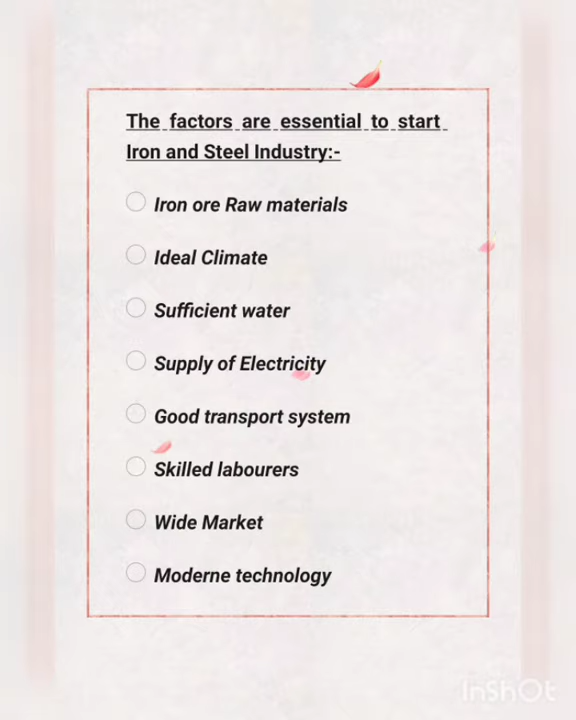 The factors are essential to start
Iron and Steel Industry:-
Iron ore Raw materials
Ideal Climate
Sufficient water
Supply of Electricity
Good transport system
Skilled labourers
Wide Market
Moderne technology
InShOt